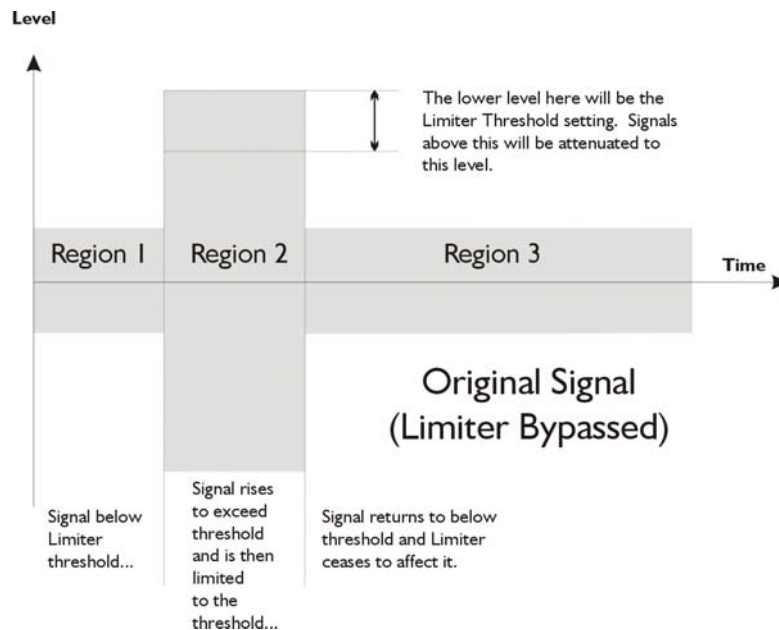 Level
The lower level here will be the
Limiter Threshold setting. Signals
above this will be attenuated to
this level.
Region 1
Region 2
Region 3
Time
Original Signal
(Limiter Bypassed)
Signal below
Limiter
threshold...
Signal rises
to exceed
threshold
and is then
limited
to the
threshold...
Signal returns to below
threshold and Limiter
ceases to affect it.